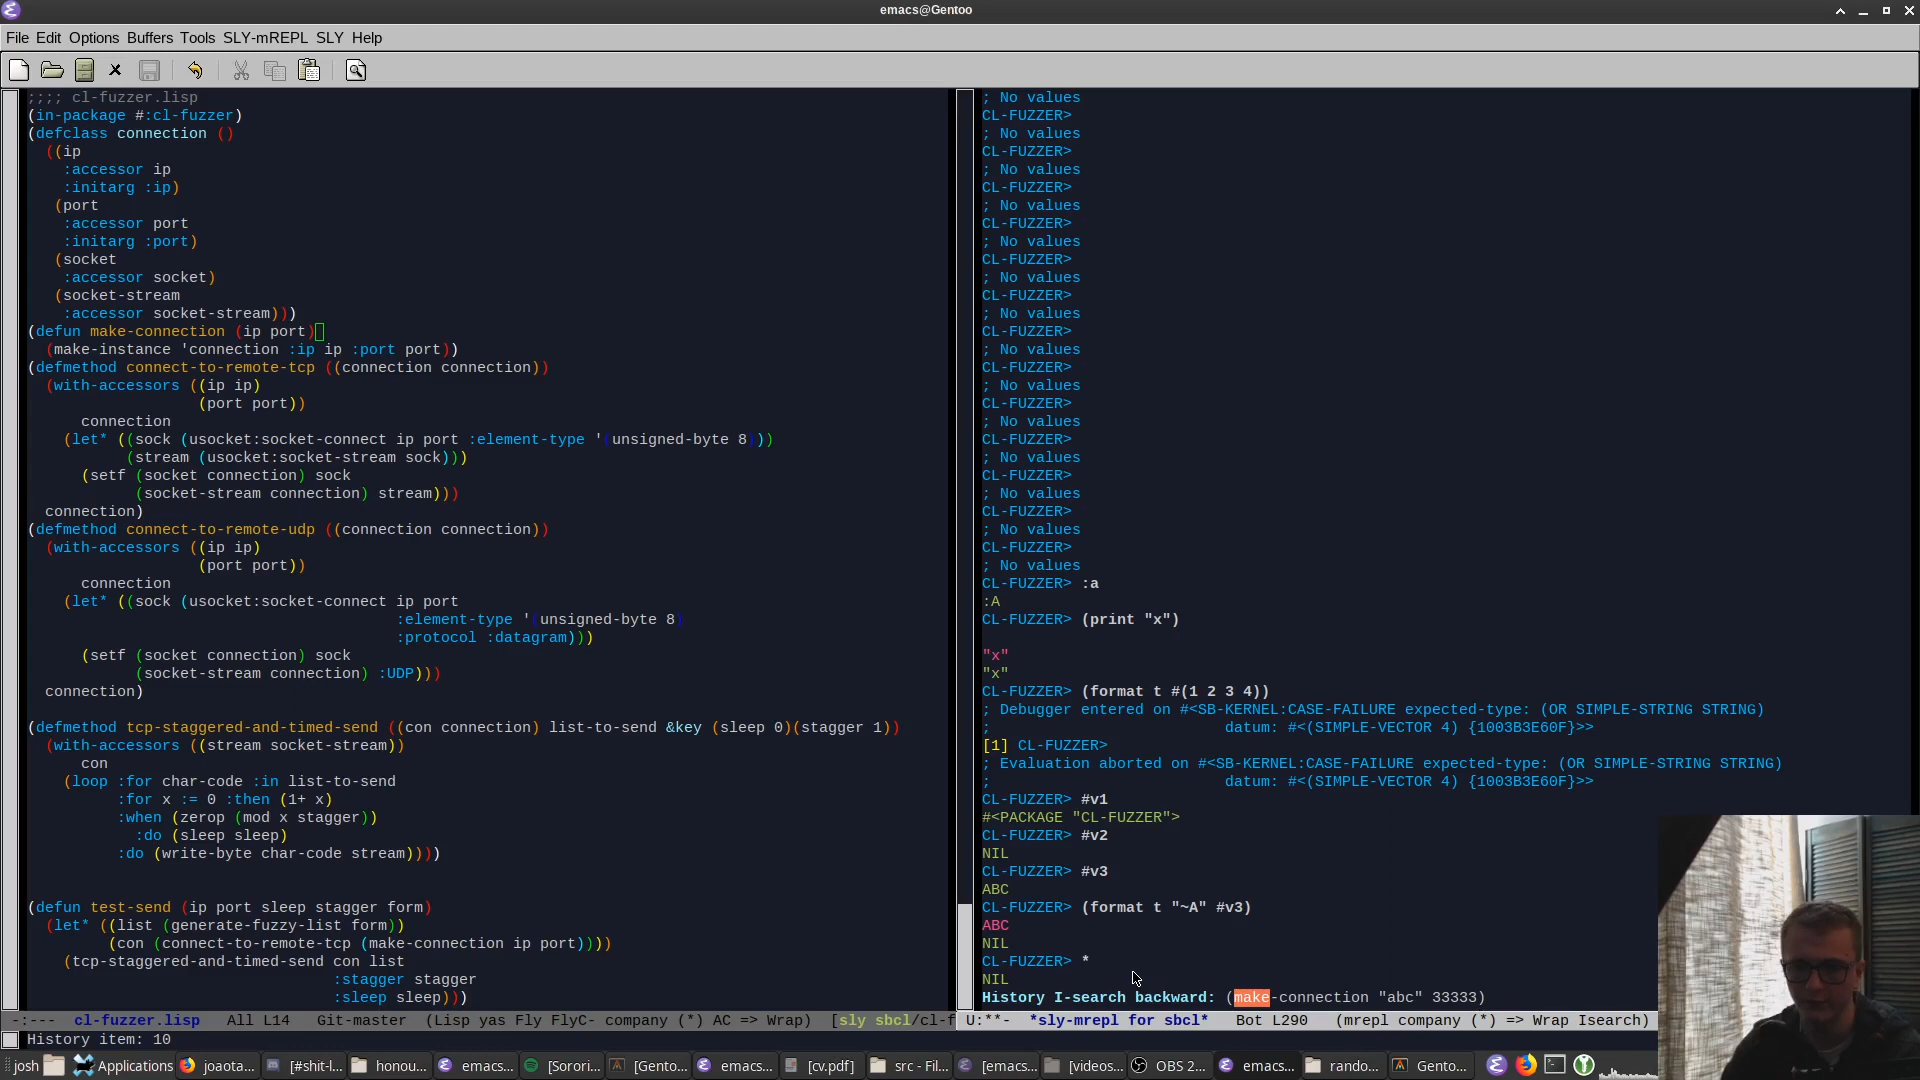 emacs@Gentoo
File Edit Options Buffers Tools SLY-mREPL SLY Help
;;;; cl-fuzzer.lisp
(in-package #:cl-fuzzer)
(defclass connection ()
  ((ip
    :accessor ip
    :initarg :ip)
   (port
    :accessor port
    :initarg :port)
   (socket
    :accessor socket)
   (socket-stream
    :accessor socket-stream)))
(defun make-connection (ip port)
  (make-instance 'connection :ip ip :port port))
(defmethod connect-to-remote-tcp ((connection connection))
  (with-accessors ((ip ip)
                   (port port))
      connection
    (let* ((sock (usocket:socket-connect ip port :element-type '(unsigned-byte 8)))
           (stream (usocket:socket-stream sock)))
      (setf (socket connection) sock
            (socket-stream connection) stream)))
  connection)
(defmethod connect-to-remote-udp ((connection connection))
  (with-accessors ((ip ip)
                   (port port))
      connection
    (let* ((sock (usocket:socket-connect ip port
                                         :element-type '(unsigned-byte 8)
                                         :protocol :datagram)))
      (setf (socket connection) sock
            (socket-stream connection) :UDP)))
  connection)
(defmethod tcp-staggered-and-timed-send ((con connection) list-to-send &key (sleep 0)(stagger 1))
  (with-accessors ((stream socket-stream))
      con
    (loop :for char-code :in list-to-send
          :for x := 0 :then (1+ x)
          :when (zerop (mod x stagger))
            :do (sleep sleep)
          :do (write-byte char-code stream))))
(defun test-send (ip port sleep stagger form)
  (let* ((list (generate-fuzzy-list form))
         (con (connect-to-remote-tcp (make-connection ip port))))
    (tcp-staggered-and-timed-send con list
                                  :stagger stagger
                                  :sleep sleep)))
-:--- cl-fuzzer.lisp All L14 Git-master (Lisp yas Fly FlyC- company (*) AC => Wrap) [sly sbcl/cl-f
; No values
CL-FUZZER>
; No values
CL-FUZZER>
; No values
CL-FUZZER>
; No values
CL-FUZZER>
; No values
CL-FUZZER>
; No values
CL-FUZZER>
; No values
CL-FUZZER>
; No values
CL-FUZZER>
; No values
CL-FUZZER>
; No values
CL-FUZZER>
; No values
CL-FUZZER>
; No values
CL-FUZZER>
; No values
CL-FUZZER>
; No values
CL-FUZZER> :a
:A
CL-FUZZER> (print "x")
"x"
"x"
CL-FUZZER> (format t #(1 2 3 4))
; Debugger entered on #<SB-KERNEL:CASE-FAILURE expected-type: (OR SIMPLE-STRING STRING)
;                           datum: #<(SIMPLE-VECTOR 4) {1003B3E60F}>>
[1] CL-FUZZER>
; Evaluation aborted on #<SB-KERNEL:CASE-FAILURE expected-type: (OR SIMPLE-STRING STRING)
;                           datum: #<(SIMPLE-VECTOR 4) {1003B3E60F}>>
CL-FUZZER> #v1
#<PACKAGE "CL-FUZZER">
CL-FUZZER> #v2
NIL
CL-FUZZER> #v3
ABC
CL-FUZZER> (format t "~A" #v3)
ABC
NIL
CL-FUZZER> *
NIL
History I-search backward: (make-connection "abc" 33333)
U:**- *sly-mrepl for sbcl* Bot L290 (mrepl company (*) => Wrap Isearch)
History item: 10
josh Applications joaota... [#shit-l... honou... emacs... [Sorori... [Gento... emacs... [cv.pdf] src - Fil... [emacs... [videos... OBS 2... emacs... rando... Gento...